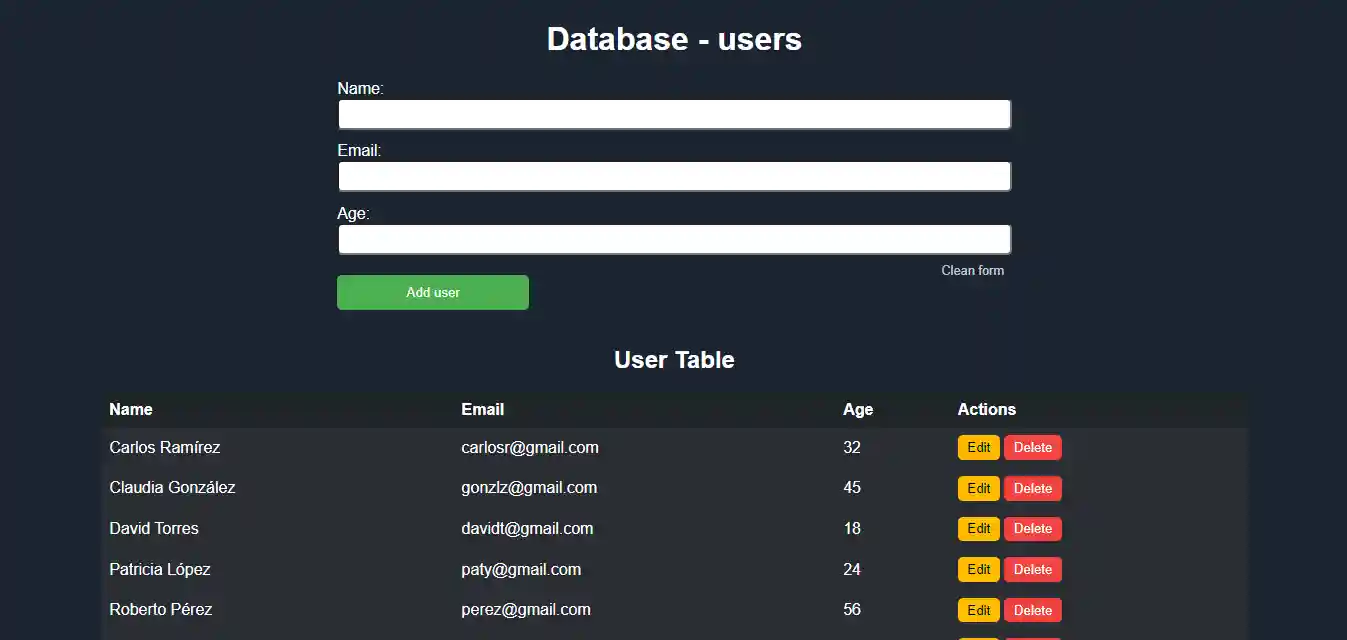 Database - users
Name:
Email:
Age:
Clean form
Add user
User Table
Name Email Age Actions
Carlos Ramírez carlosr@gmail.com 32 Edit Delete
Claudia González gonzlz@gmail.com 45 Edit Delete
David Torres davidt@gmail.com 18 Edit Delete
Patricia López paty@gmail.com 24 Edit Delete
Roberto Pérez perez@gmail.com 56 Edit Delete